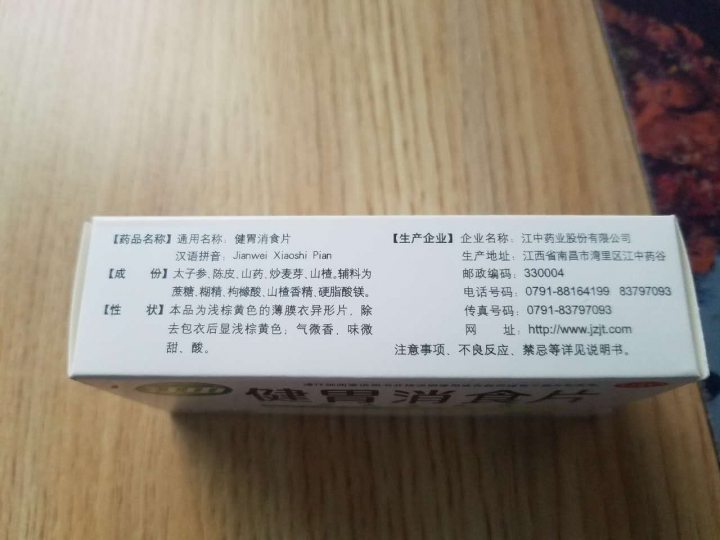 【药品名称】通用名称：健胃消食片
汉语拼音：Jianwei Xiaoshi Pian
【成 份】太子参、陈皮、山药、炒麦芽、山楂。辅料为
蔗糖、糊精、枸橼酸、山楂香精、硬脂酸镁。
【性 状】本品为浅棕黄色的薄膜衣异形片，除
去包衣后显浅棕黄色；气微香，味微
甜、酸。
【生产企业】企业名称：江中药业股份有限公司
生产地址：江西省南昌市湾里区江中药谷
邮政编码：330004
电话号码：0791-88164199 83797093
传真号码：0791-83797093
网 址：http://www.jzjt.com
注意事项、不良反应、禁忌等详见说明书。
健胃消食片